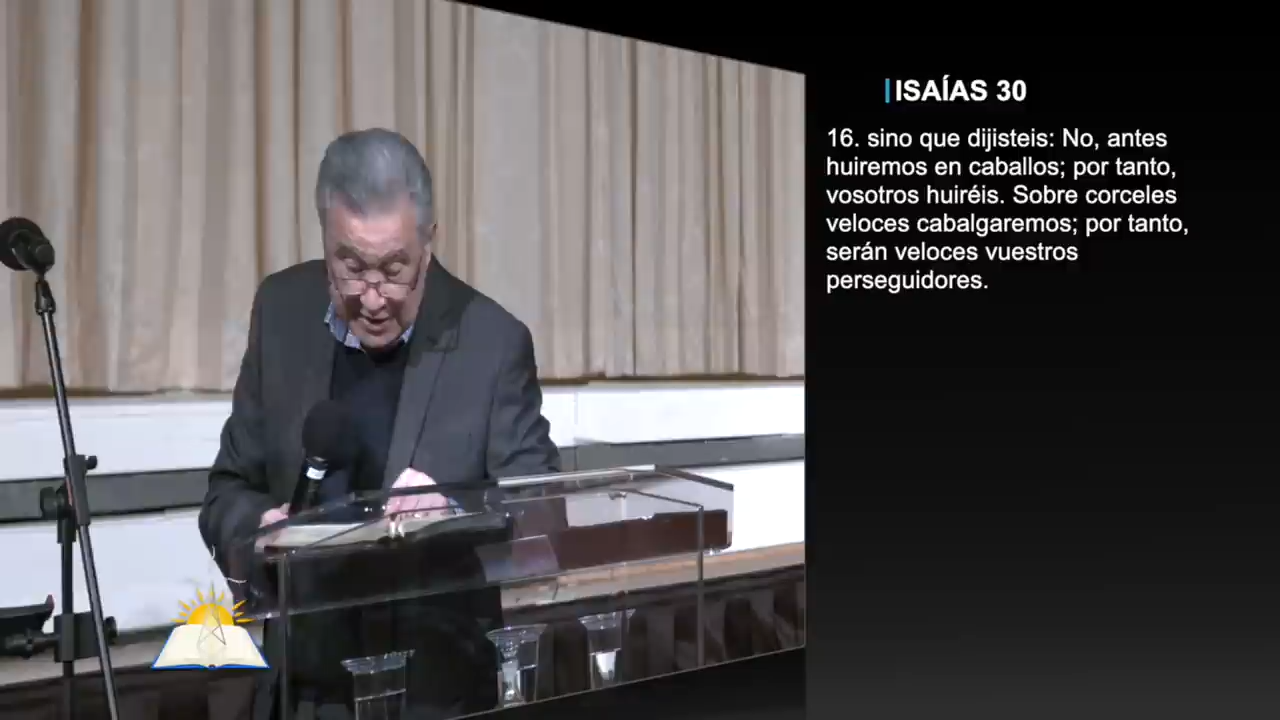 ISAÍAS 30
16. sino que dijisteis: No, antes
huiremos en caballos; por tanto,
vosotros huiréis. Sobre corceles
veloces cabalgaremos; por tanto,
serán veloces vuestros
perseguidores.